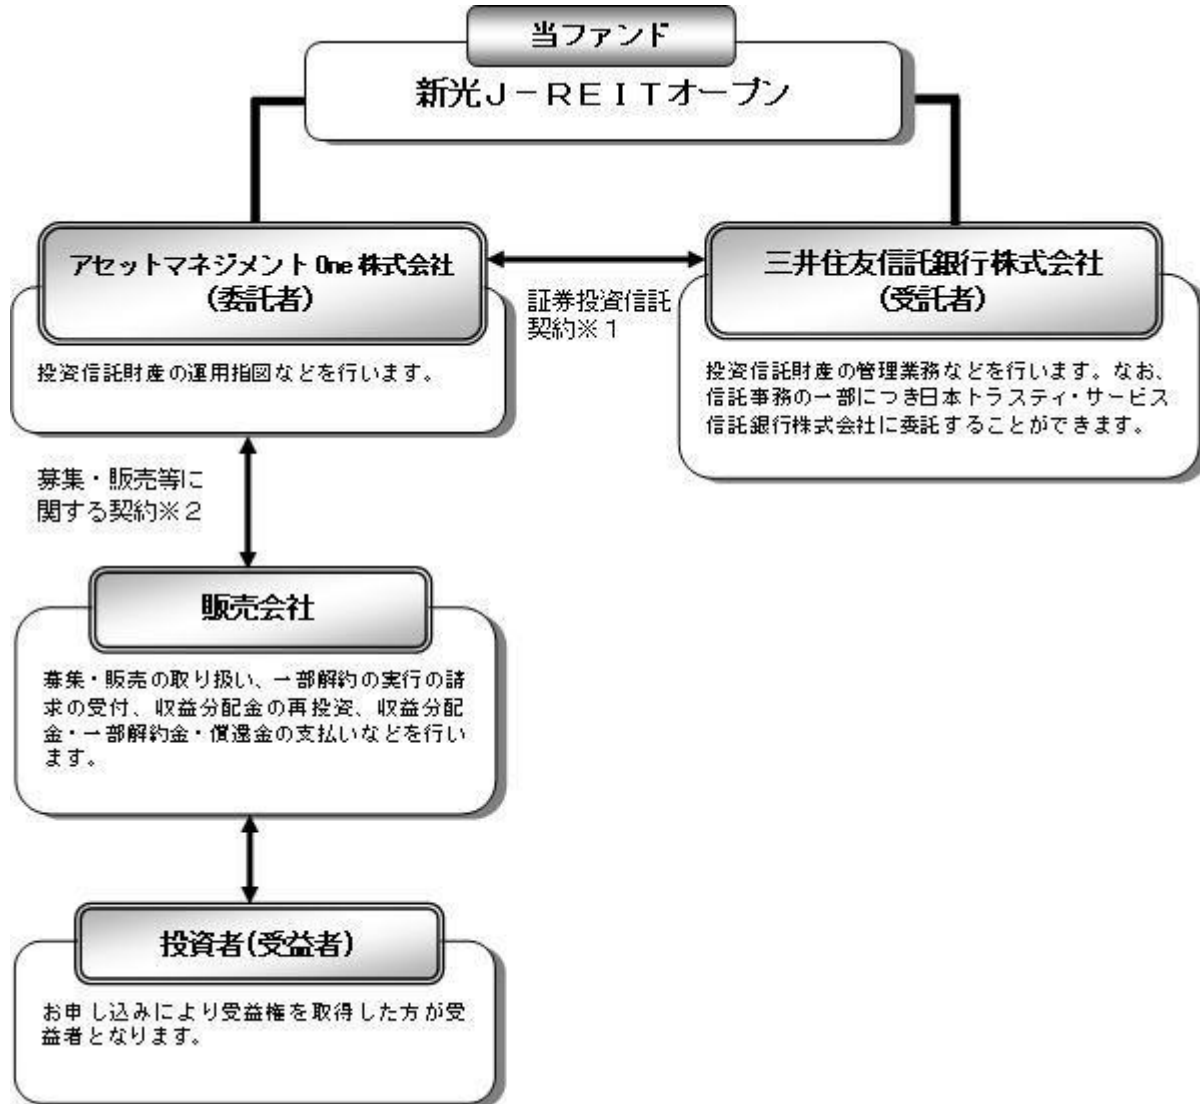 当ファンド
新光J－REITオープン
アセットマネジメントOne株式会社
(委託者)
投資信託財産の運用指図などを行います。
証券投資信託
契約※1
三井住友信託銀行株式会社
(受託者)
投資信託財産の管理業務などを行います。なお、
信託事務の一部につき日本トラスティ・サービス
信託銀行株式会社に委託することができます。
募集・販売等に
関する契約※2
販売会社
募集・販売の取り扱い、一部解約の実行の請
求の受付、収益分配金の再投資、収益分配
金・一部解約金・償還金の支払いなどを行い
ます。
投資者(受益者)
お申し込みにより受益権を取得した方が受
益者となります。